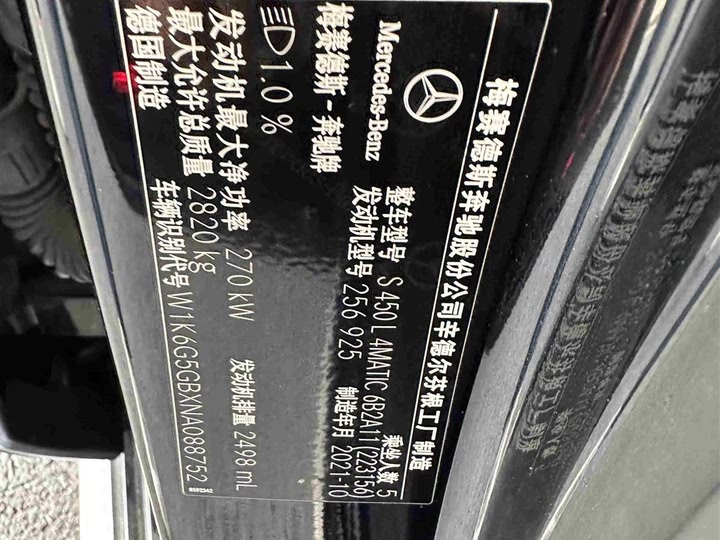 梅赛德斯奔驰股份公司辛德尔芬根工厂制造
Mercedes-Benz
梅赛德斯-奔驰牌
整车型号 S 450 L 4MATIC 6B2A11(223156)
乘坐人数 5
发动机型号 256 925
制造年月 2021-10
1.0%
发动机最大净功率 270 kW
发动机排量 2498 mL
最大允许总质量 2820 kg
德国制造
车辆识别代号 W1K6G5GBXNA088752